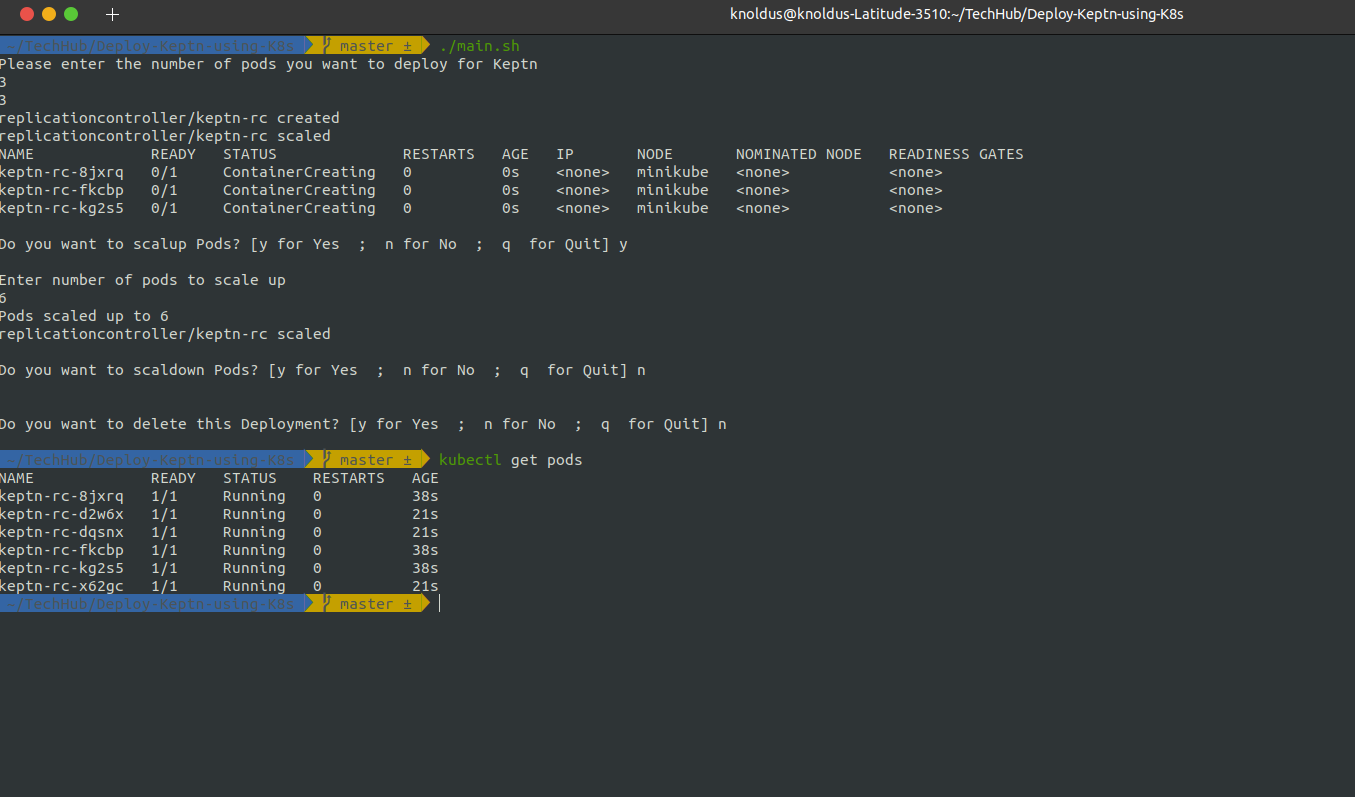 knoldus@knoldus-Latitude-3510:~/TechHub/Deploy-Keptn-using-K8s
~/TechHub/Deploy-Keptn-using-K8s master ± ./main.sh
Please enter the number of pods you want to deploy for Keptn
3
3
replicationcontroller/keptn-rc created
replicationcontroller/keptn-rc scaled
NAME READY STATUS RESTARTS AGE IP NODE NOMINATED NODE READINESS GATES
keptn-rc-8jxrq 0/1 ContainerCreating 0 0s <none> minikube <none> <none>
keptn-rc-fkcbp 0/1 ContainerCreating 0 0s <none> minikube <none> <none>
keptn-rc-kg2s5 0/1 ContainerCreating 0 0s <none> minikube <none> <none>
Do you want to scalup Pods? [y for Yes ; n for No ; q for Quit] y
Enter number of pods to scale up
6
Pods scaled up to 6
replicationcontroller/keptn-rc scaled
Do you want to scaldown Pods? [y for Yes ; n for No ; q for Quit] n
Do you want to delete this Deployment? [y for Yes ; n for No ; q for Quit] n
~/TechHub/Deploy-Keptn-using-K8s master ± kubectl get pods
NAME READY STATUS RESTARTS AGE
keptn-rc-8jxrq 1/1 Running 0 38s
keptn-rc-d2w6x 1/1 Running 0 21s
keptn-rc-dqsnx 1/1 Running 0 21s
keptn-rc-fkcbp 1/1 Running 0 38s
keptn-rc-kg2s5 1/1 Running 0 38s
keptn-rc-x62gc 1/1 Running 0 21s
~/TechHub/Deploy-Keptn-using-K8s master ±